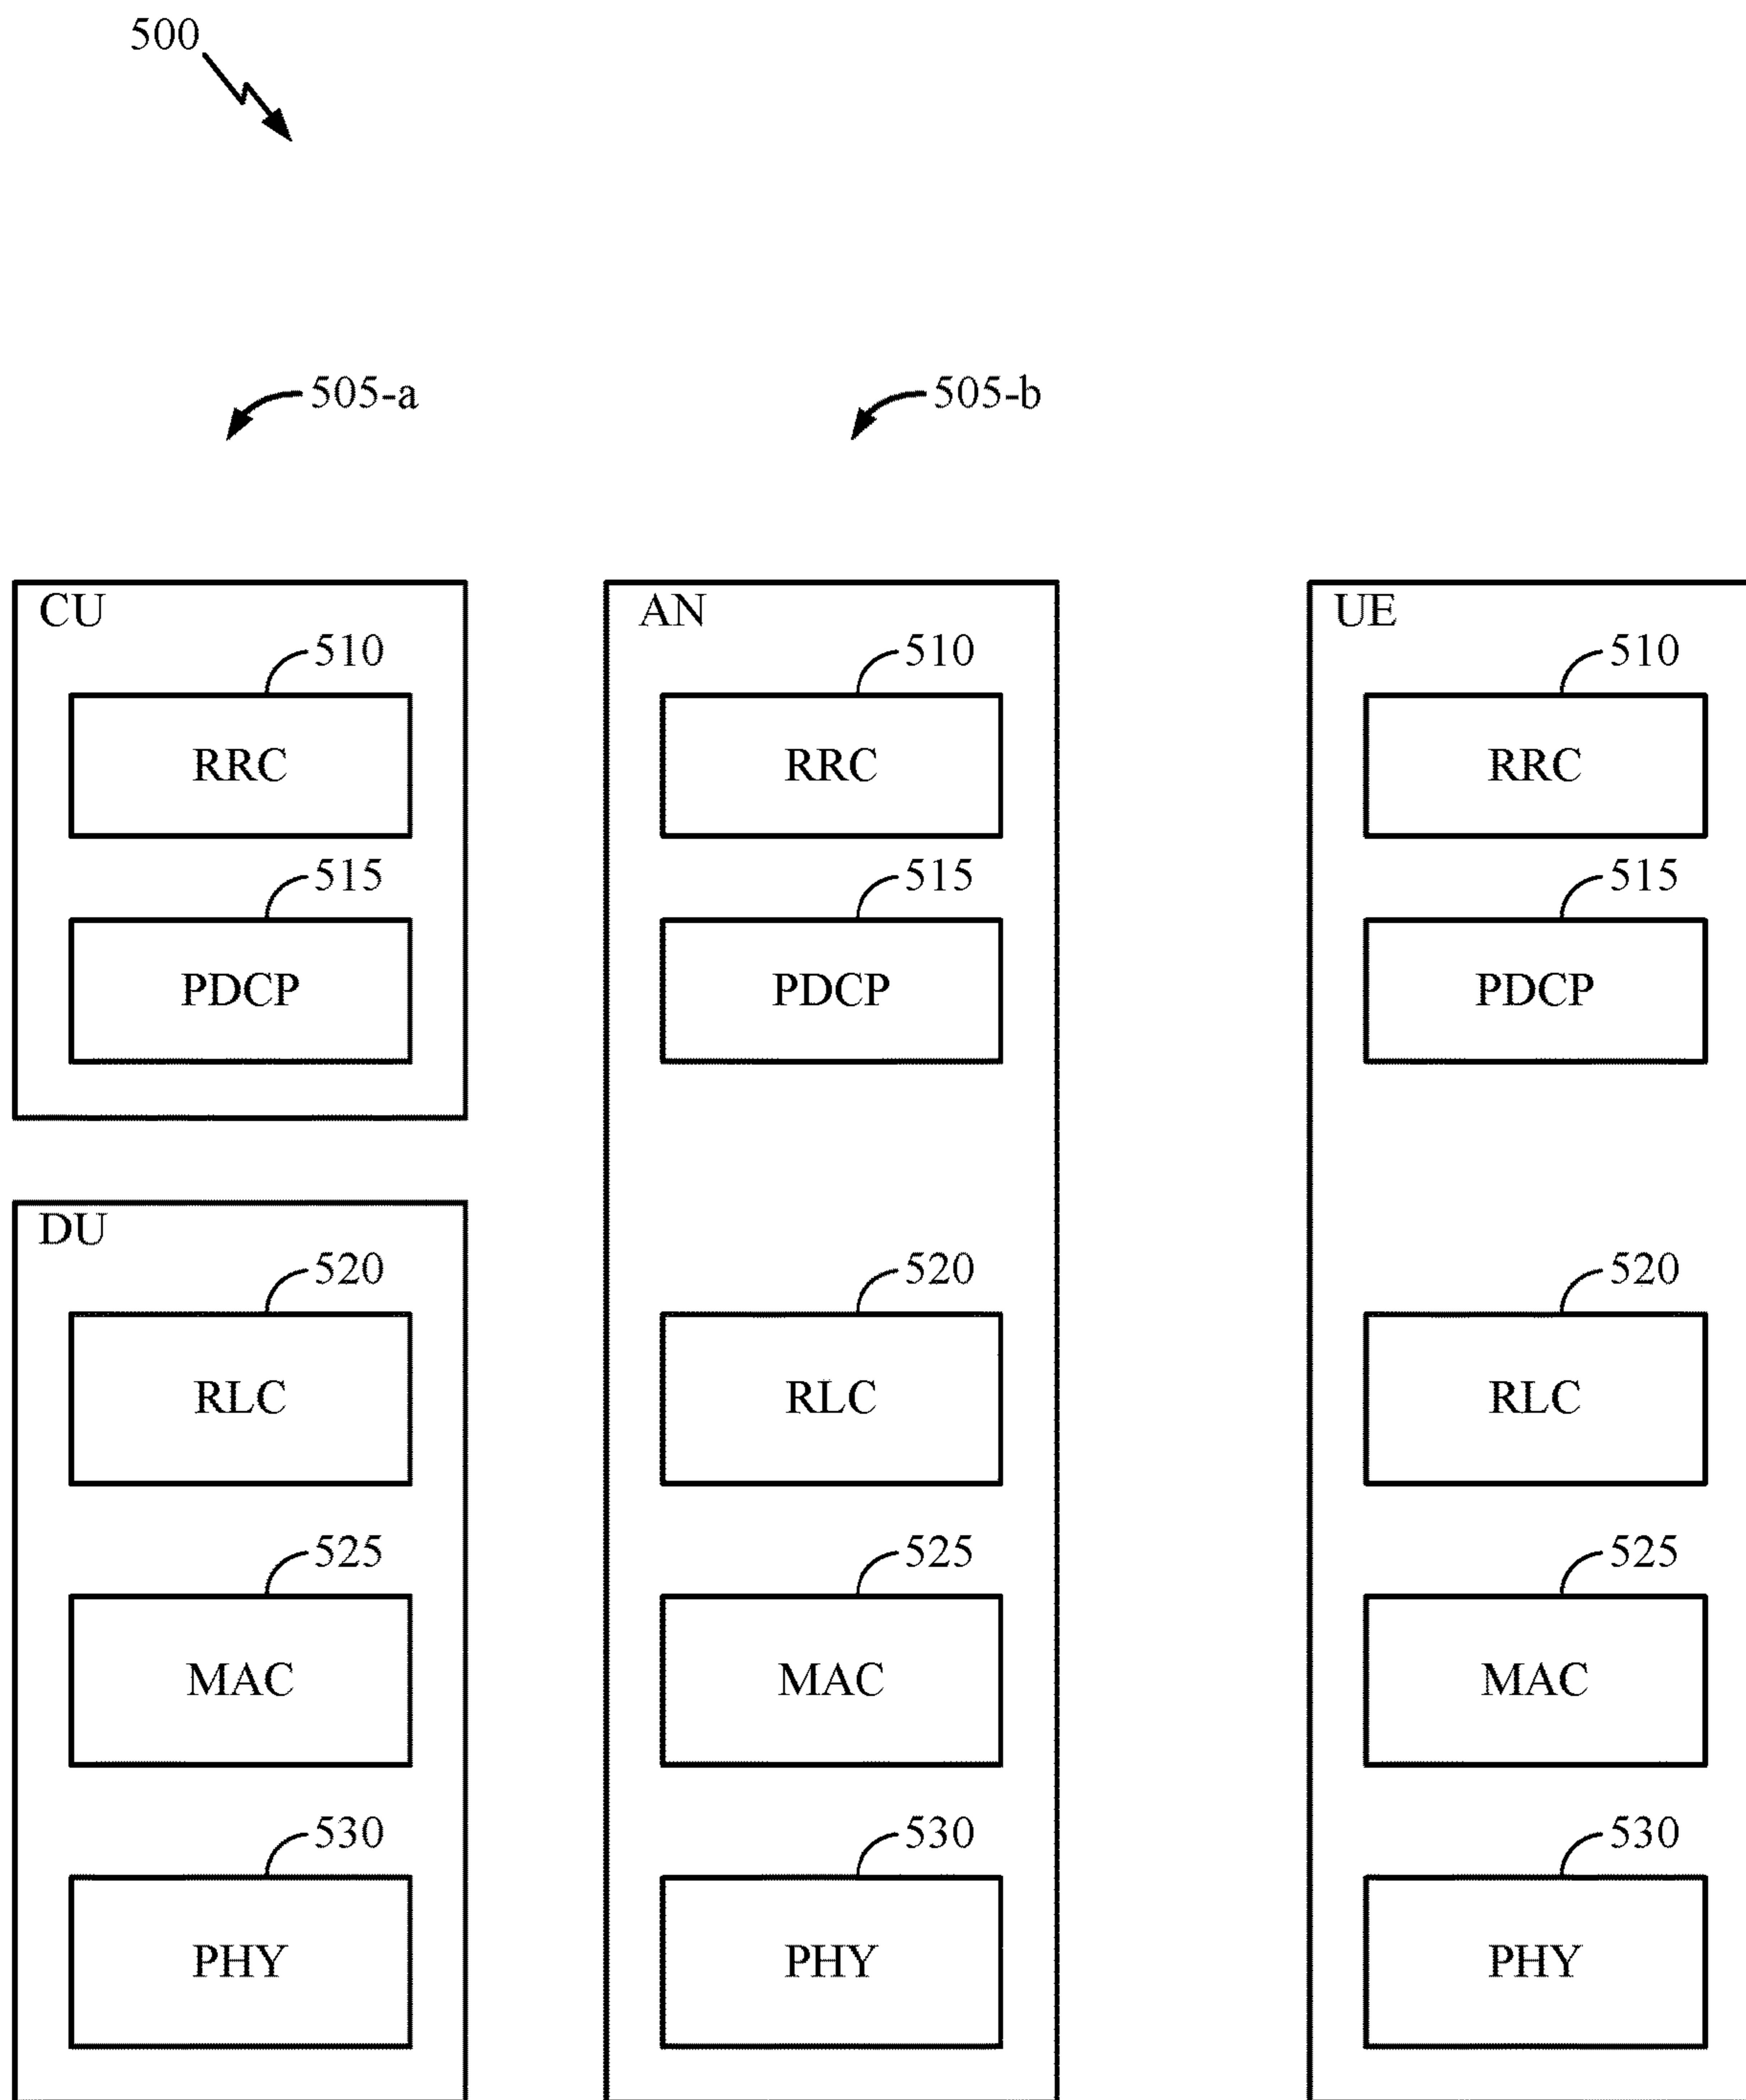 500
505-a 505-b
CU AN UE
510 510 510
RRC RRC RRC
515 515 515
PDCP PDCP PDCP
DU
520 520 520
RLC RLC RLC
525 525 525
MAC MAC MAC
530 530 530
PHY PHY PHY